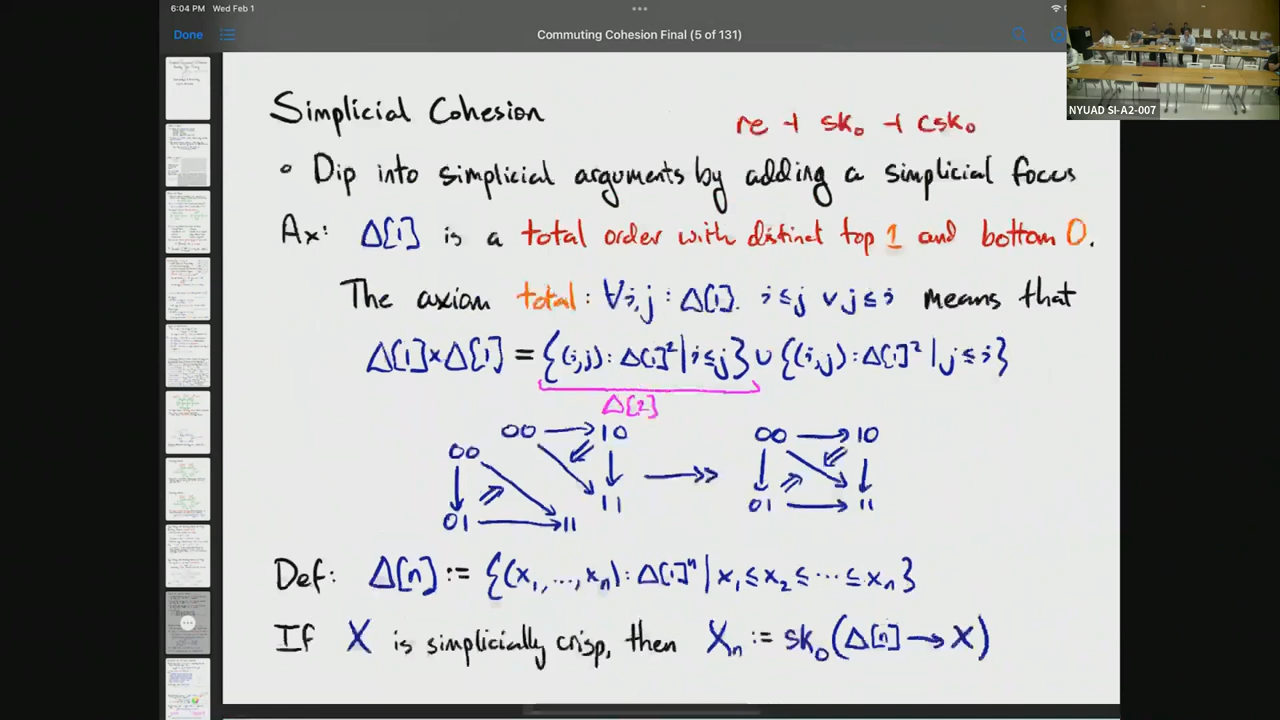 6:04 PM Wed Feb 1
Done
Commuting Cohesion Final (5 of 131)
NYUAD SI-A2-007
Simplicial Cohesion
re ⊣ sk₀ ⊣ csk₀
• Dip into simplicial arguments by adding a simplicial focus
Ax: Δ[1] is a total order with distinct top 1 and bottom 0.
The axiom total: ∀i,j : Δ[1]. i≤j ∨ j≤i means that
Δ[1]×Δ[1] = {(i,j) : Δ[1]² | i≤j} ∪ {(i,j) : Δ[1]² | j≤i}
Δ[2]
00 → 10
00
11
01 → 11
00 → 10
01 → 11
Def: Δ[n] := {(x₁,...,xₙ) : Δ[1]ⁿ | x₁ ≤ x₂ ≤ ⋯ ≤ xₙ}
If X is simplicially crisp, then Xₙ := sk₀(Δ[n] → X)